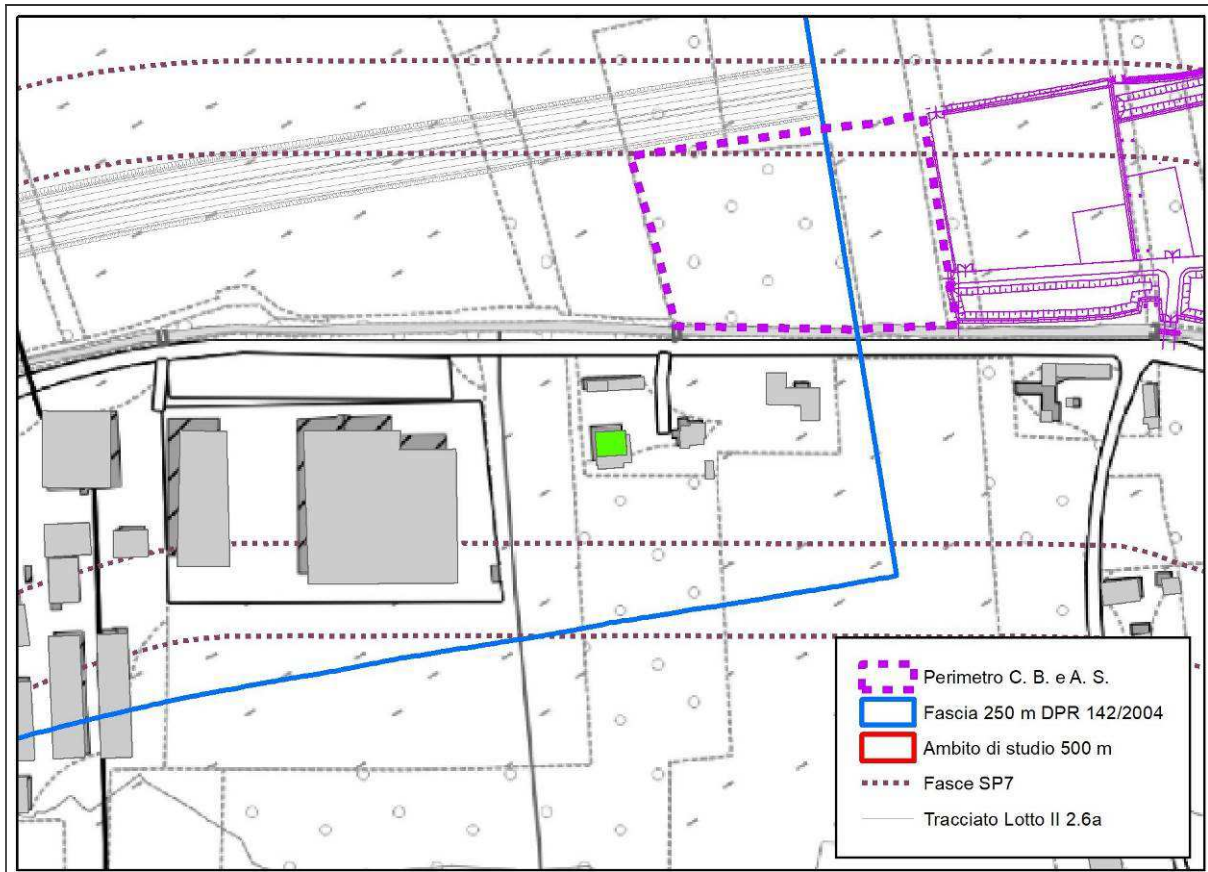 Perimetro C. B. e A. S.
Fascia 250 m DPR 142/2004
Ambito di studio 500 m
Fasce SP7
Tracciato Lotto II 2.6a